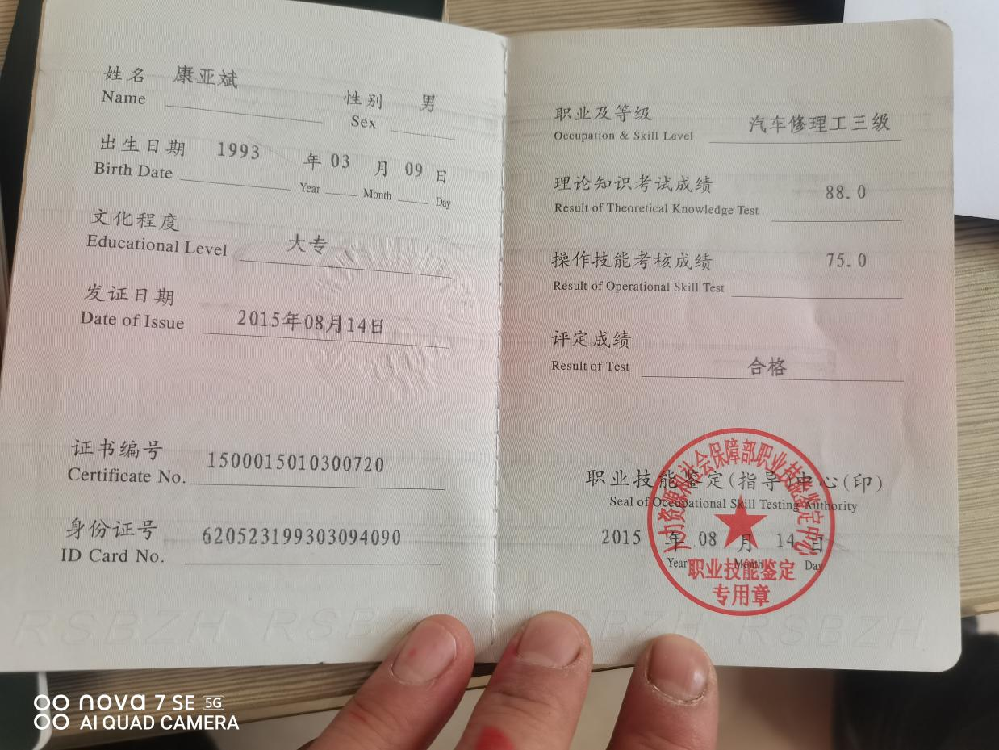 姓名 康亚斌
Name
性别 男
Sex
出生日期 1993 年 03 月 09 日
Birth Date Year Month Day
文化程度
Educational Level 大专
发证日期
Date of Issue 2015年08月14日
证书编号 1500015010300720
Certificate No.
身份证号 620523199303094090
ID Card No.
RSBZH RSBZH
职业及等级 汽车修理工三级
Occupation & Skill Level
理论知识考试成绩 88.0
Result of Theoretical Knowledge Test
操作技能考核成绩 75.0
Result of Operational Skill Test
评定成绩
Result of Test 合格
职业技能鉴定(指导)中心(印)
Seal of Occupational Skill Testing Authority
2015 年 08 月 14 日
Year Month Day
人力资源和社会保障部职业技能鉴定中心
职业技能鉴定
专用章
RSBZH RSBZH
nova 7 SE 5G
AI QUAD CAMERA